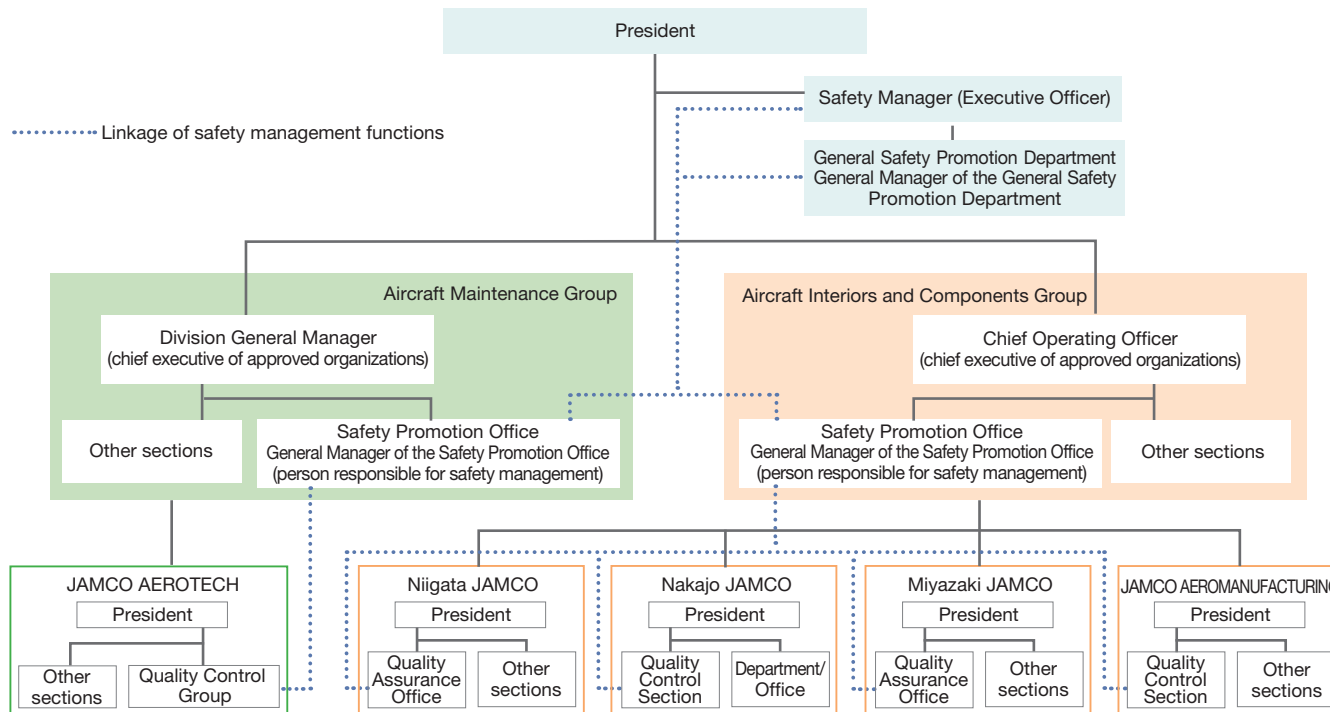 President
Safety Manager (Executive Officer)
Linkage of safety management functions
General Safety Promotion Department
General Manager of the General Safety
Promotion Department
Aircraft Maintenance Group
Aircraft Interiors and Components Group
Division General Manager
(chief executive of approved organizations)
Chief Operating Officer
(chief executive of approved organizations)
Other sections
Safety Promotion Office
General Manager of the Safety Promotion Office
(person responsible for safety management)
Safety Promotion Office
General Manager of the Safety Promotion Office
(person responsible for safety management)
Other sections
JAMCO AEROTECH
President
Other
sections
Quality Control
Group
Niigata JAMCO
President
Quality
Assurance
Office
Other
sections
Nakajo JAMCO
President
Quality
Control
Section
Department/
Office
Miyazaki JAMCO
President
Quality
Assurance
Office
Other
sections
JAMCO AEROMANUFACTURING
President
Quality
Control
Section
Other
sections